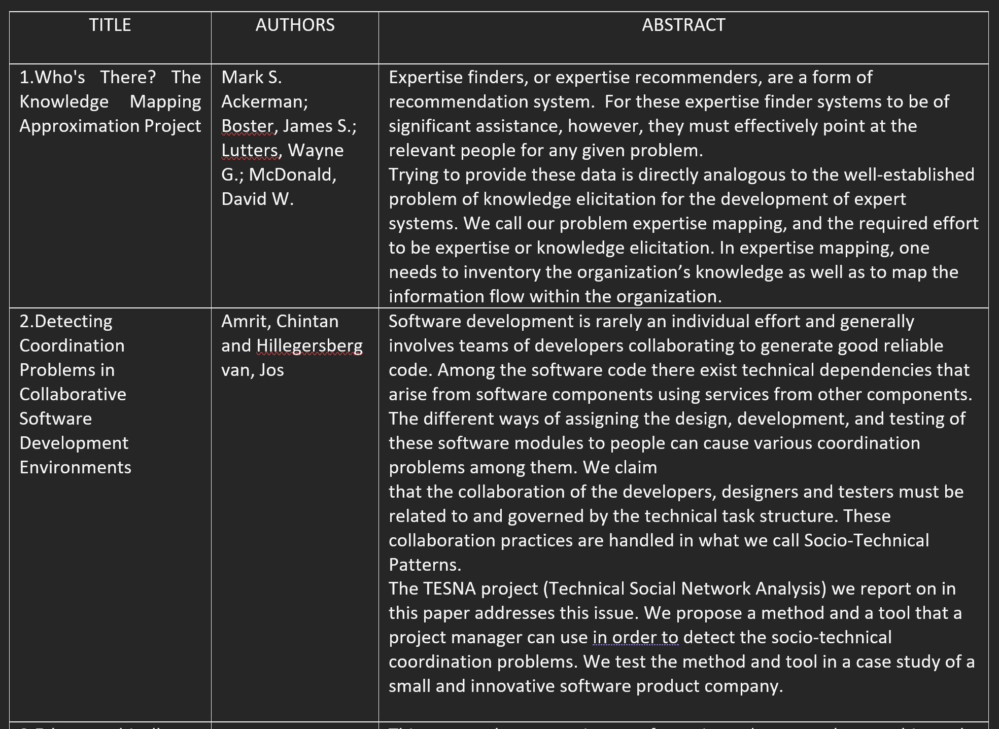 TITLE
AUTHORS
ABSTRACT
1.Who's There? The
Knowledge Mapping
Approximation Project
Mark S.
Ackerman;
Boster, James S.;
Lutters, Wayne
G.; McDonald,
David W.
Expertise finders, or expertise recommenders, are a form of
recommendation system.  For these expertise finder systems to be of
significant assistance, however, they must effectively point at the
relevant people for any given problem.
Trying to provide these data is directly analogous to the well-established
problem of knowledge elicitation for the development of expert
systems. We call our problem expertise mapping, and the required effort
to be expertise or knowledge elicitation. In expertise mapping, one
needs to inventory the organization’s knowledge as well as to map the
information flow within the organization.
2.Detecting
Coordination
Problems in
Collaborative
Software
Development
Environments
Amrit, Chintan
and Hillegersberg
van, Jos
Software development is rarely an individual effort and generally
involves teams of developers collaborating to generate good reliable
code. Among the software code there exist technical dependencies that
arise from software components using services from other components.
The different ways of assigning the design, development, and testing of
these software modules to people can cause various coordination
problems among them. We claim
that the collaboration of the developers, designers and testers must be
related to and governed by the technical task structure. These
collaboration practices are handled in what we call Socio-Technical
Patterns.
The TESNA project (Technical Social Network Analysis) we report on in
this paper addresses this issue. We propose a method and a tool that a
project manager can use in order to detect the socio-technical
coordination problems. We test the method and tool in a case study of a
small and innovative software product company.